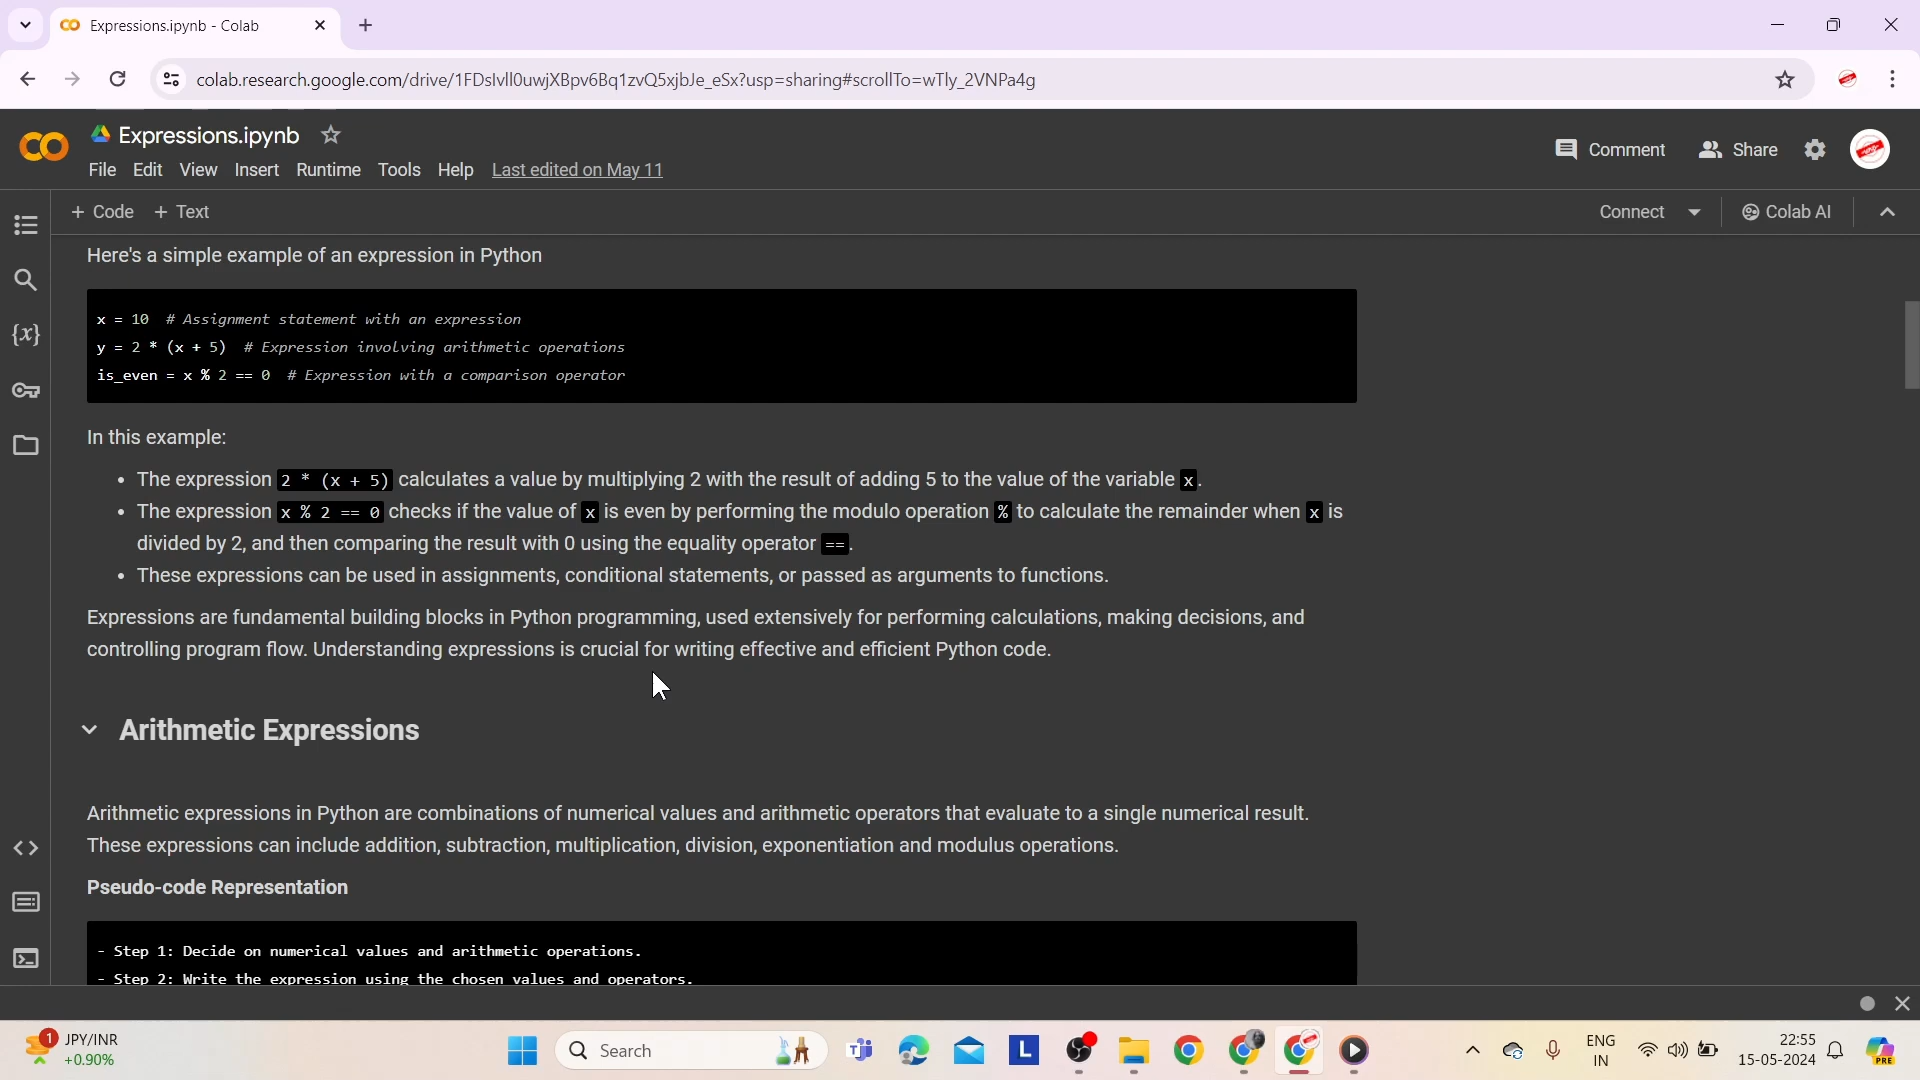 Expressions.ipynb - Colab
colab.research.google.com/drive/1FDsIvll0uwjXBpv6Bq1zvQ5xjbJe_eSx?usp=sharing#scrollTo=wTly_2VNPa4g
Expressions.ipynb
Comment
Share
File Edit View Insert Runtime Tools Help Last edited on May 11
+ Code + Text
Connect
Colab AI
Here's a simple example of an expression in Python
x = 10 # Assignment statement with an expression
y = 2 * (x + 5) # Expression involving arithmetic operations
is_even = x % 2 == 0 # Expression with a comparison operator
In this example:
• The expression 2 * (x + 5) calculates a value by multiplying 2 with the result of adding 5 to the value of the variable x.
• The expression x % 2 == 0 checks if the value of x is even by performing the modulo operation % to calculate the remainder when x is
divided by 2, and then comparing the result with 0 using the equality operator ==.
• These expressions can be used in assignments, conditional statements, or passed as arguments to functions.
Expressions are fundamental building blocks in Python programming, used extensively for performing calculations, making decisions, and
controlling program flow. Understanding expressions is crucial for writing effective and efficient Python code.
Arithmetic Expressions
Arithmetic expressions in Python are combinations of numerical values and arithmetic operators that evaluate to a single numerical result.
These expressions can include addition, subtraction, multiplication, division, exponentiation and modulus operations.
Pseudo-code Representation
- Step 1: Decide on numerical values and arithmetic operations.
- Step 2: Write the expression using the chosen values and operators.
1
JPY/INR
+0.90%
Search
L
ENG
IN
22:55
15-05-2024
PRE